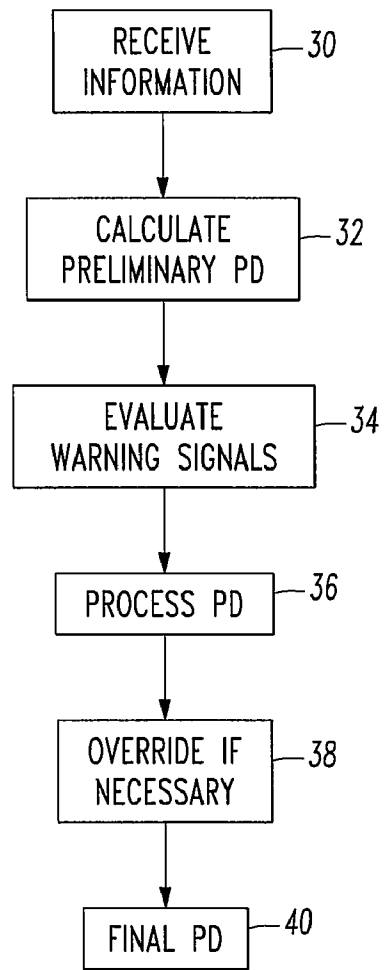 RECEIVE
INFORMATION
30
CALCULATE
PRELIMINARY PD
32
EVALUATE
WARNING SIGNALS
34
PROCESS PD
36
OVERRIDE IF
NECESSARY
38
FINAL PD
40